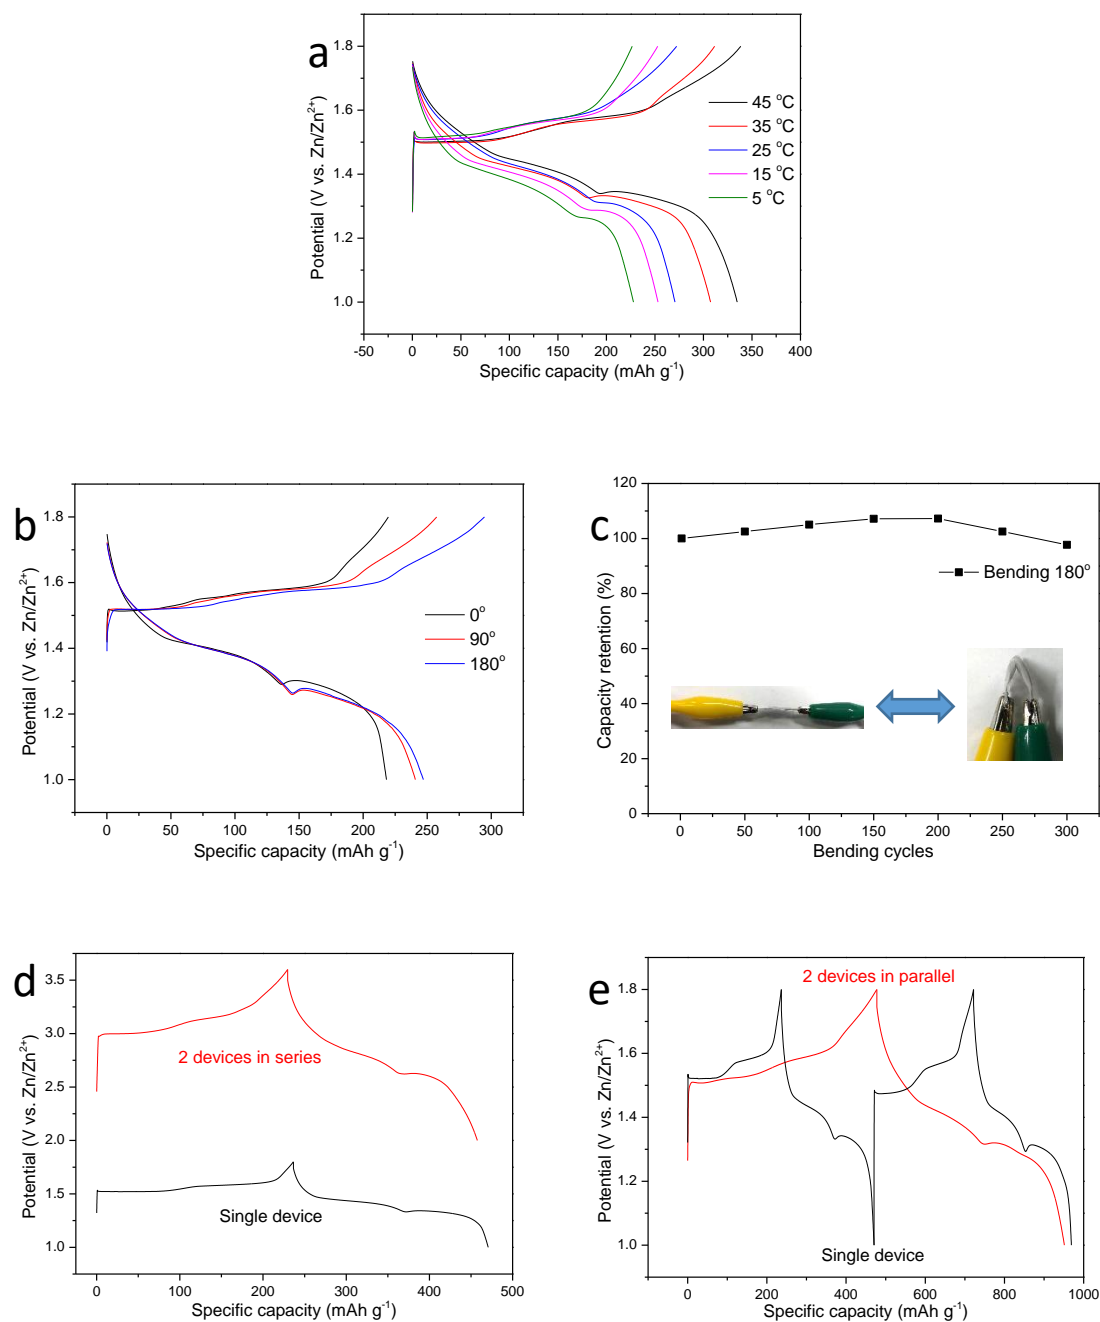 a
1.8
1.6
1.4
1.2
1.0
Potential (V vs. Zn/Zn²⁺)
45 °C
35 °C
25 °C
15 °C
5 °C
-50 0 50 100 150 200 250 300 350 400
Specific capacity (mAh g⁻¹)
b
1.8
1.6
1.4
1.2
1.0
Potential (V vs. Zn/Zn²⁺)
0°
90°
180°
0 50 100 150 200 250 300
Specific capacity (mAh g⁻¹)
c
120
100
80
60
40
20
0
Capacity retention (%)
Bending 180°
0 50 100 150 200 250 300
Bending cycles
d
3.5
3.0
2.5
2.0
1.5
1.0
Potential (V vs. Zn/Zn²⁺)
2 devices in series
Single device
0 100 200 300 400 500
Specific capacity (mAh g⁻¹)
e
1.8
1.6
1.4
1.2
1.0
Potential (V vs. Zn/Zn²⁺)
2 devices in parallel
Single device
0 200 400 600 800 1000
Specific capacity (mAh g⁻¹)